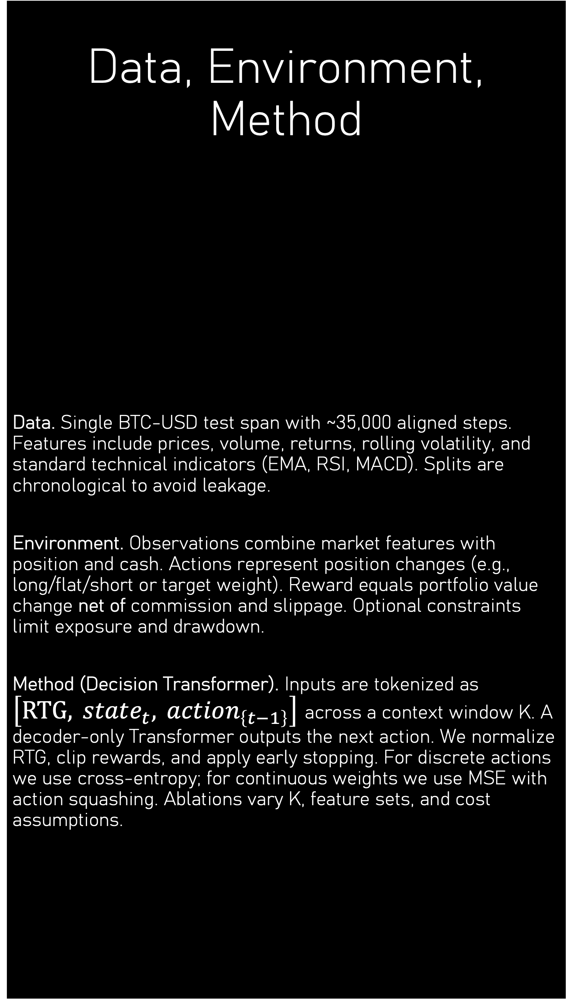 Data, Environment,
Method
Data. Single BTC-USD test span with ~35,000 aligned steps.
Features include prices, volume, returns, rolling volatility, and
standard technical indicators (EMA, RSI, MACD). Splits are
chronological to avoid leakage.
Environment. Observations combine market features with
position and cash. Actions represent position changes (e.g.,
long/flat/short or target weight). Reward equals portfolio value
change net of commission and slippage. Optional constraints
limit exposure and drawdown.
Method (Decision Transformer). Inputs are tokenized as
[RTG, state_t, action_{t−1}] across a context window K. A
decoder-only Transformer outputs the next action. We normalize
RTG, clip rewards, and apply early stopping. For discrete actions
we use cross-entropy; for continuous weights we use MSE with
action squashing. Ablations vary K, feature sets, and cost
assumptions.